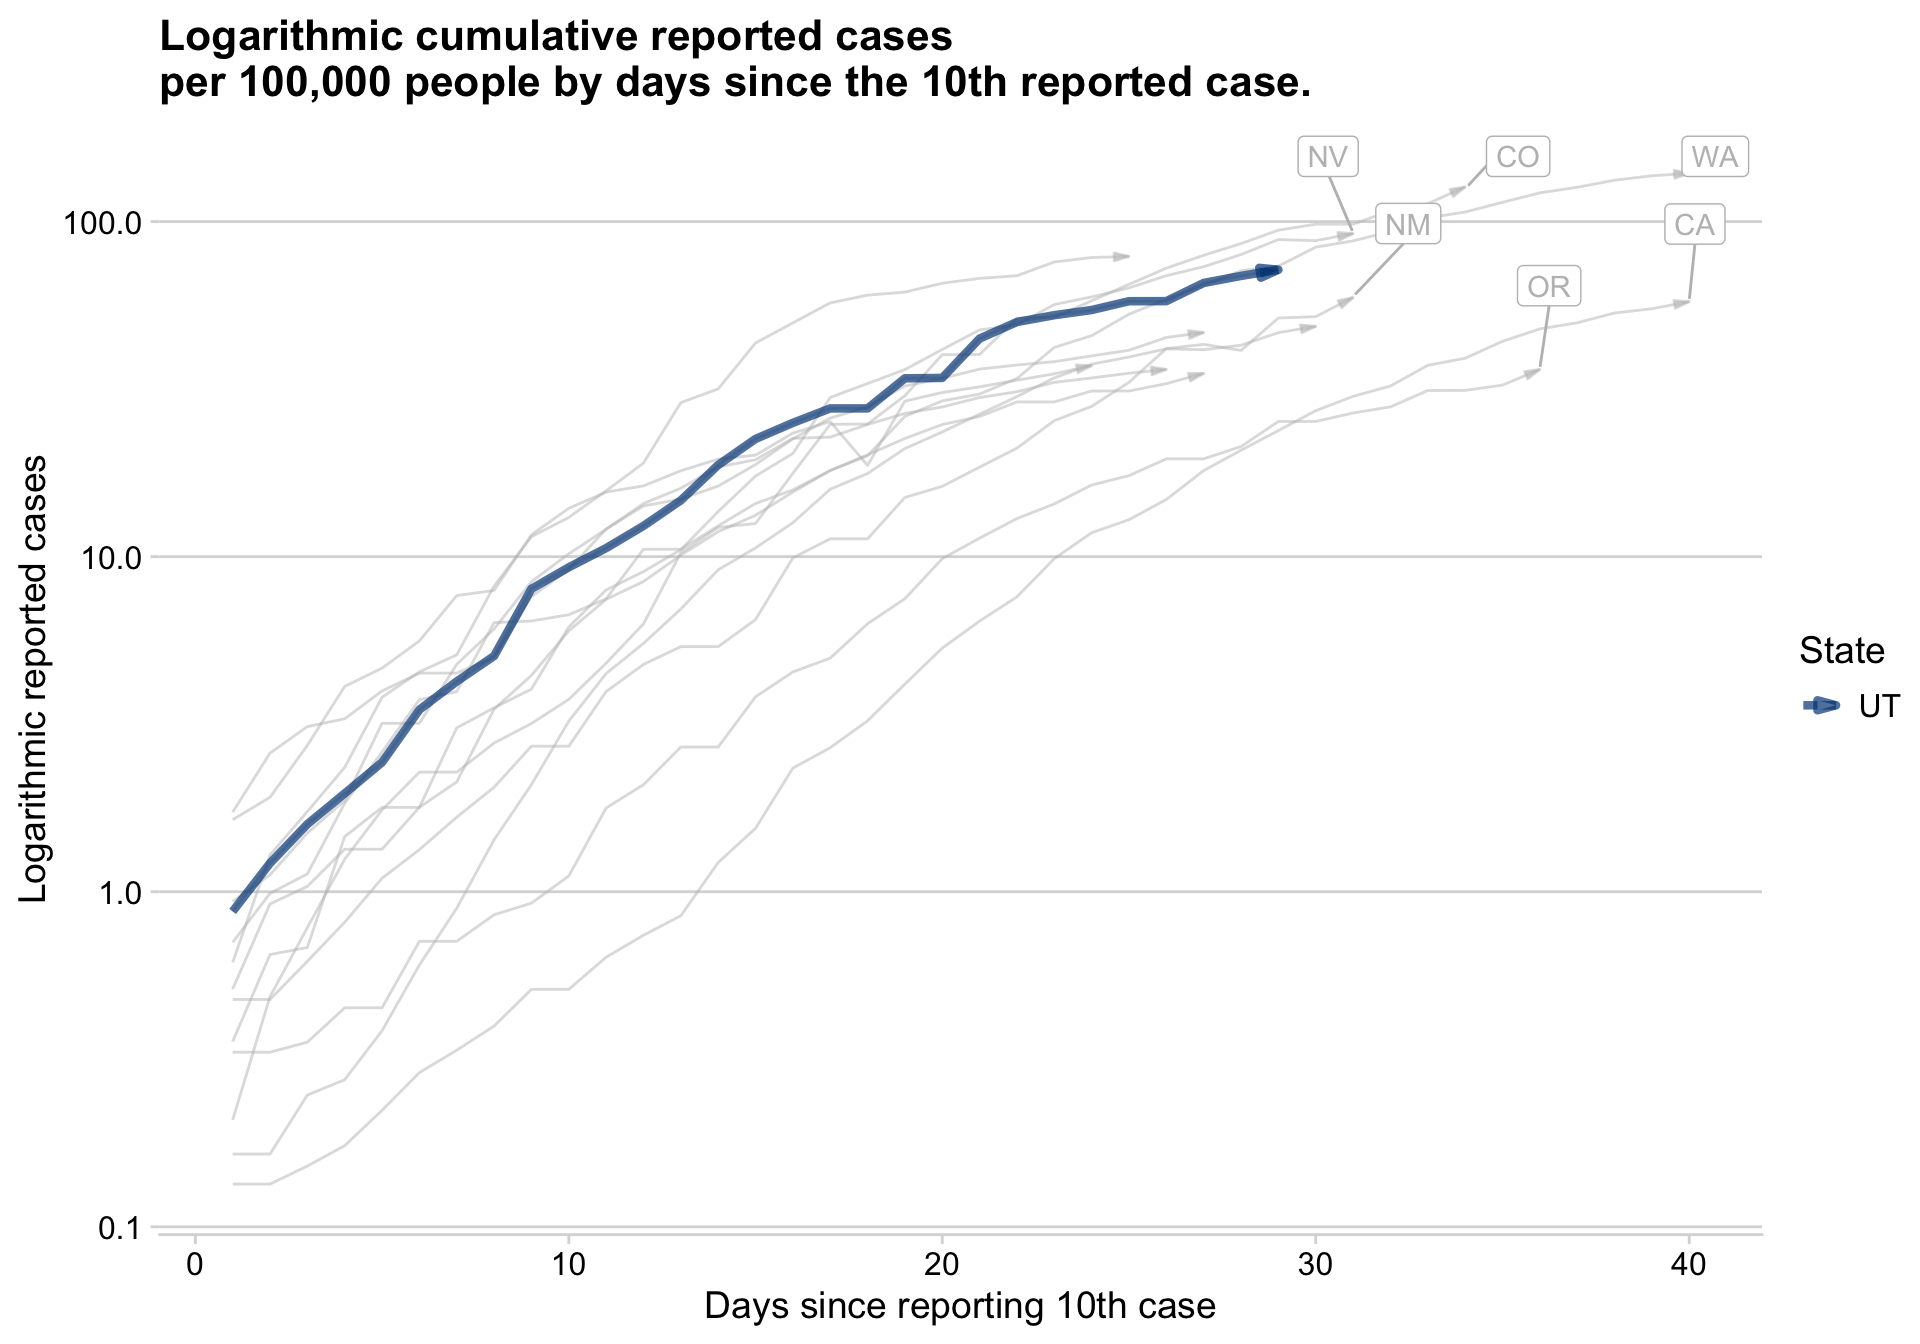 Logarithmic cumulative reported cases
per 100,000 people by days since the 10th reported case.
NV
CO
WA
NM
CA
OR
100.0
10.0
1.0
0.1
Logarithmic reported cases
0
10
20
30
40
Days since reporting 10th case
State
UT